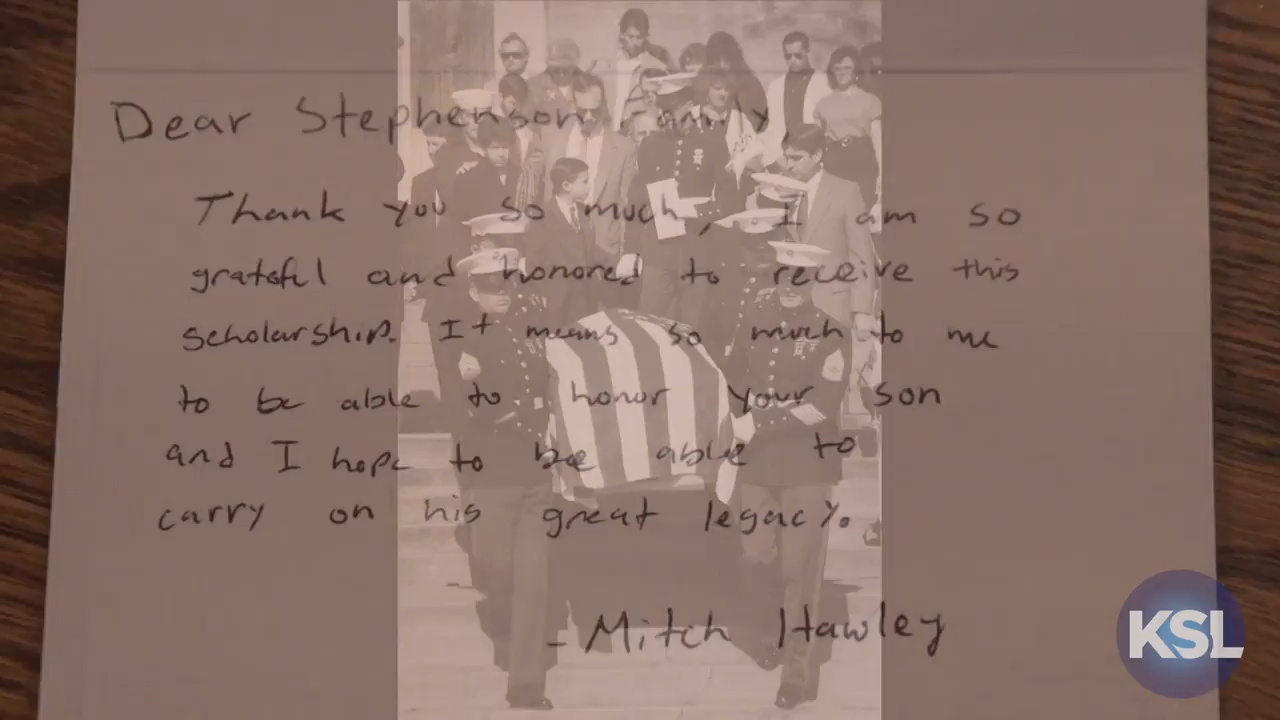 Dear Stephenson Family,
Thank you so much, I am so
grateful and honored to receive this
scholarship. It means so much to me
to be able to honor your son
and I hope to be able to
carry on his great legacy.
- Mitch Hawley
KSL